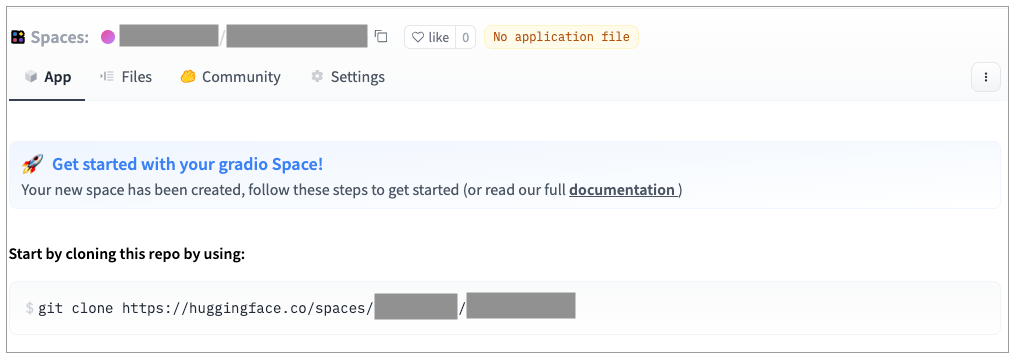 Spaces: / like 0 No application file
App Files Community Settings
Get started with your gradio Space!
Your new space has been created, follow these steps to get started (or read our full documentation )
Start by cloning this repo by using:
$ git clone https://huggingface.co/spaces/ /